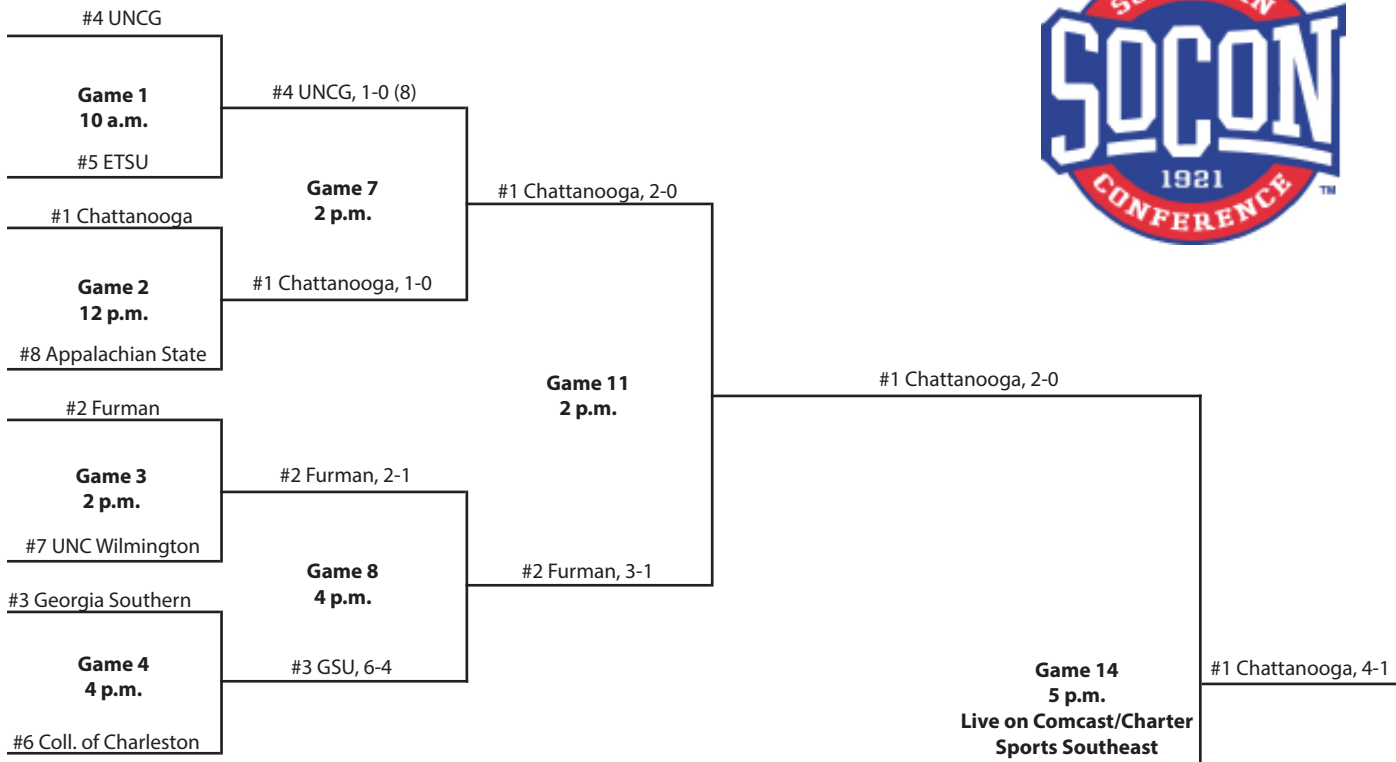 #4 UNCG
Game 1
10 a.m.
#5 ETSU
#4 UNCG, 1-0 (8)
#1 Chattanooga
Game 2
12 p.m.
#8 Appalachian State
#1 Chattanooga, 1-0
Game 7
2 p.m.
#1 Chattanooga, 2-0
#2 Furman
Game 3
2 p.m.
#7 UNC Wilmington
#2 Furman, 2-1
#3 Georgia Southern
Game 4
4 p.m.
#6 Coll. of Charleston
#3 GSU, 6-4
Game 8
4 p.m.
#2 Furman, 3-1
Game 11
2 p.m.
#1 Chattanooga, 2-0
Game 14
5 p.m.
Live on Comcast/Charter
Sports Southeast
#1 Chattanooga, 4-1
SOCON
1921
CONFERENCE
TM